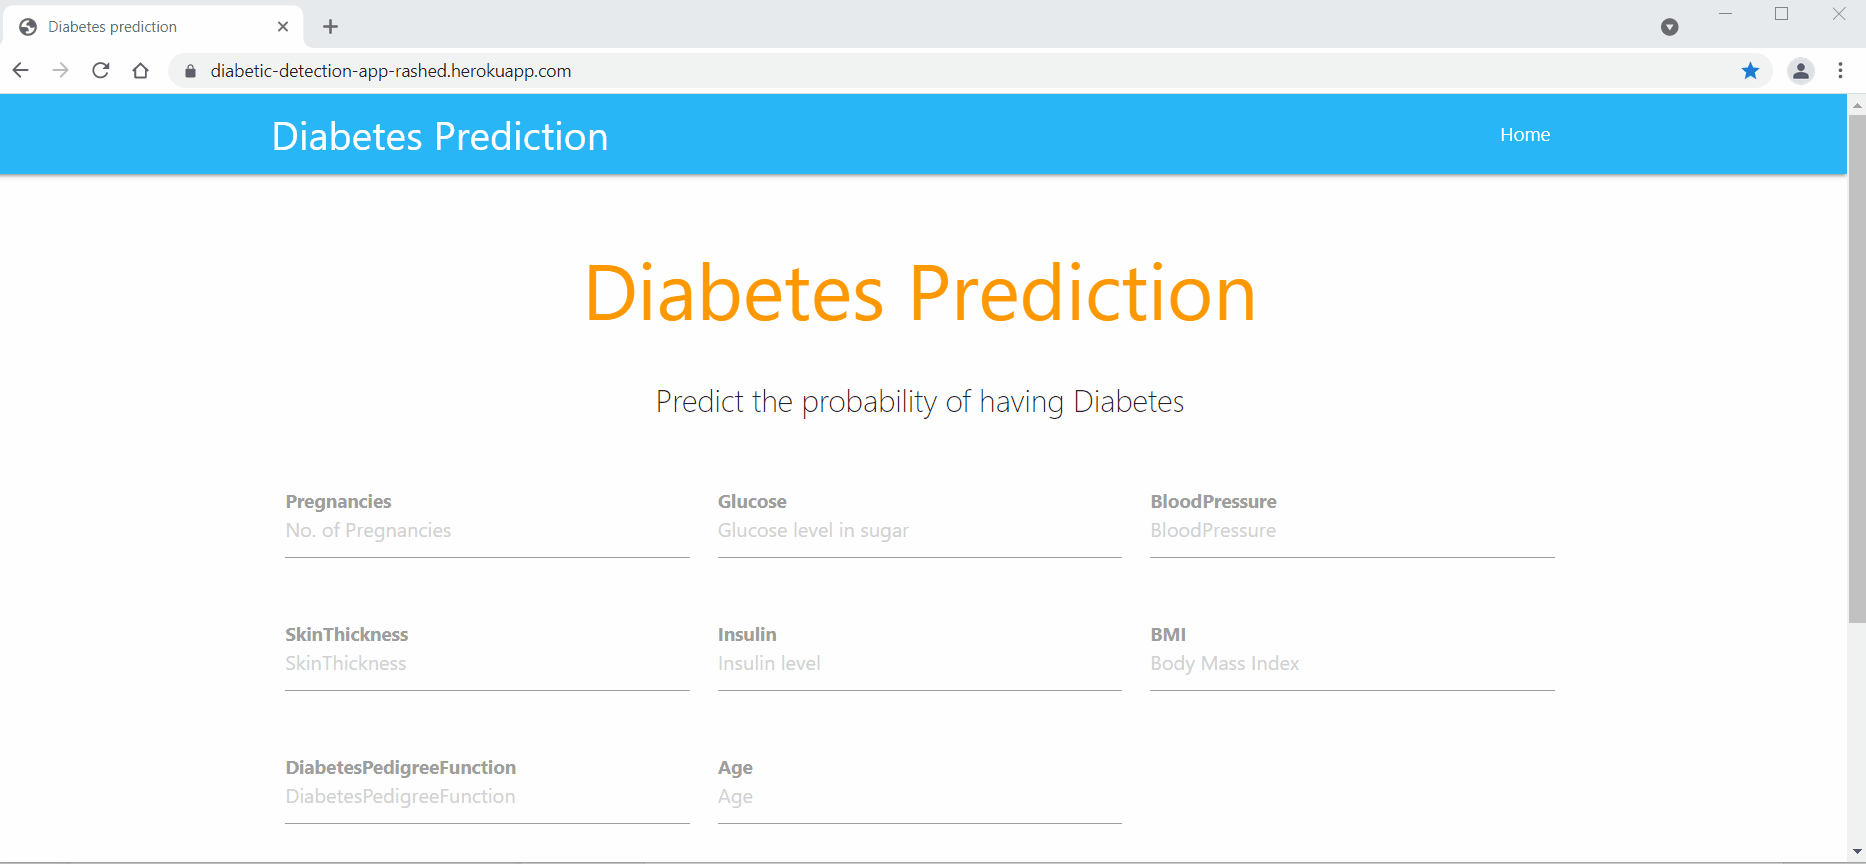 Diabetes prediction
diabetic-detection-app-rashed.herokuapp.com
Diabetes Prediction Home
Diabetes Prediction
Predict the probability of having Diabetes
Pregnancies Glucose BloodPressure
No. of Pregnancies Glucose level in sugar BloodPressure
SkinThickness Insulin BMI
SkinThickness Insulin level Body Mass Index
DiabetesPedigreeFunction Age
DiabetesPedigreeFunction Age